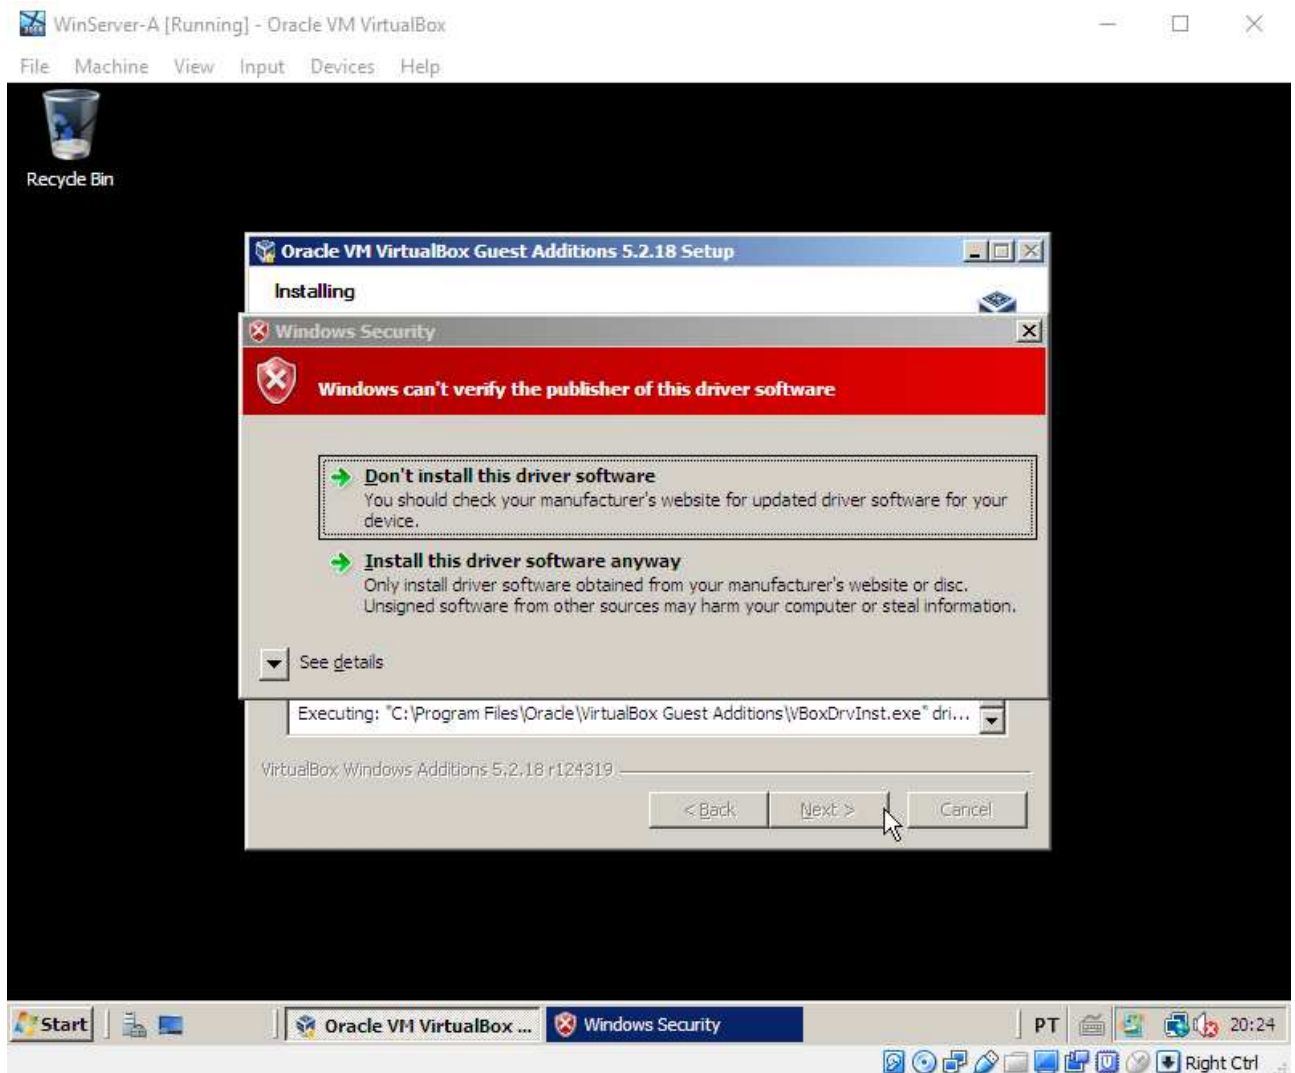 WinServer-A [Running] - Oracle VM VirtualBox
File Machine View Input Devices Help
Recycle Bin
Oracle VM VirtualBox Guest Additions 5.2.18 Setup
Installing
Windows Security
Windows can't verify the publisher of this driver software
Don't install this driver software
You should check your manufacturer's website for updated driver software for your
device.
Install this driver software anyway
Only install driver software obtained from your manufacturer's website or disc.
Unsigned software from other sources may harm your computer or steal information.
See details
Executing: "C:\Program Files\Oracle\VirtualBox Guest Additions\VBoxDrvInst.exe" dri...
VirtualBox Windows Additions 5.2.18 r124319
< Back Next > Cancel
Start Oracle VM VirtualBox ... Windows Security PT 20:24
Right Ctrl